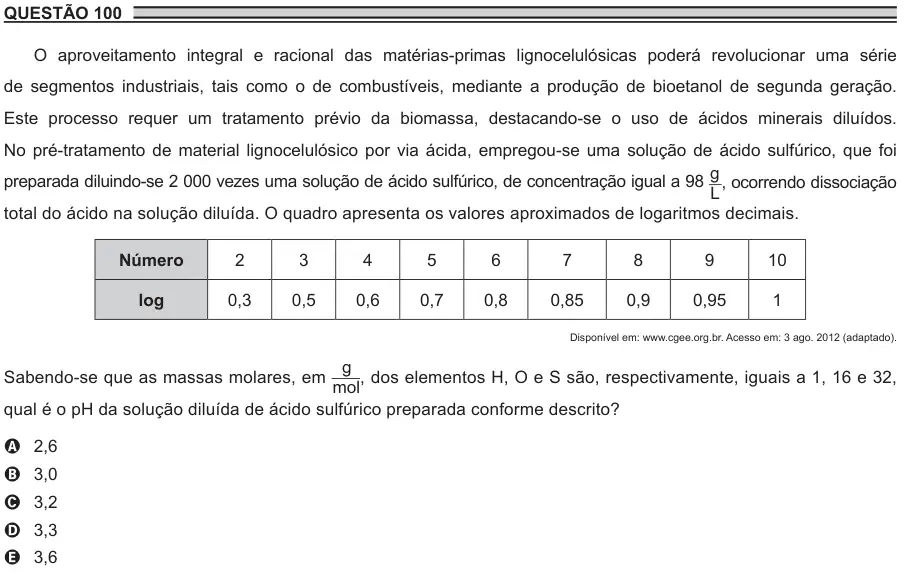 QUESTÃO 100
O aproveitamento integral e racional das matérias-primas lignocelulósicas poderá revolucionar uma série
de segmentos industriais, tais como o de combustíveis, mediante a produção de bioetanol de segunda geração.
Este processo requer um tratamento prévio da biomassa, destacando-se o uso de ácidos minerais diluídos.
No pré-tratamento de material lignocelulósico por via ácida, empregou-se uma solução de ácido sulfúrico, que foi
preparada diluindo-se 2 000 vezes uma solução de ácido sulfúrico, de concentração igual a 98 g/L, ocorrendo dissociação
total do ácido na solução diluída. O quadro apresenta os valores aproximados de logaritmos decimais.
Número 2 3 4 5 6 7 8 9 10
log 0,3 0,5 0,6 0,7 0,8 0,85 0,9 0,95 1
Disponível em: www.cgee.org.br. Acesso em: 3 ago. 2012 (adaptado).
Sabendo-se que as massas molares, em g/mol, dos elementos H, O e S são, respectivamente, iguais a 1, 16 e 32,
qual é o pH da solução diluída de ácido sulfúrico preparada conforme descrito?
A 2,6
B 3,0
C 3,2
D 3,3
E 3,6